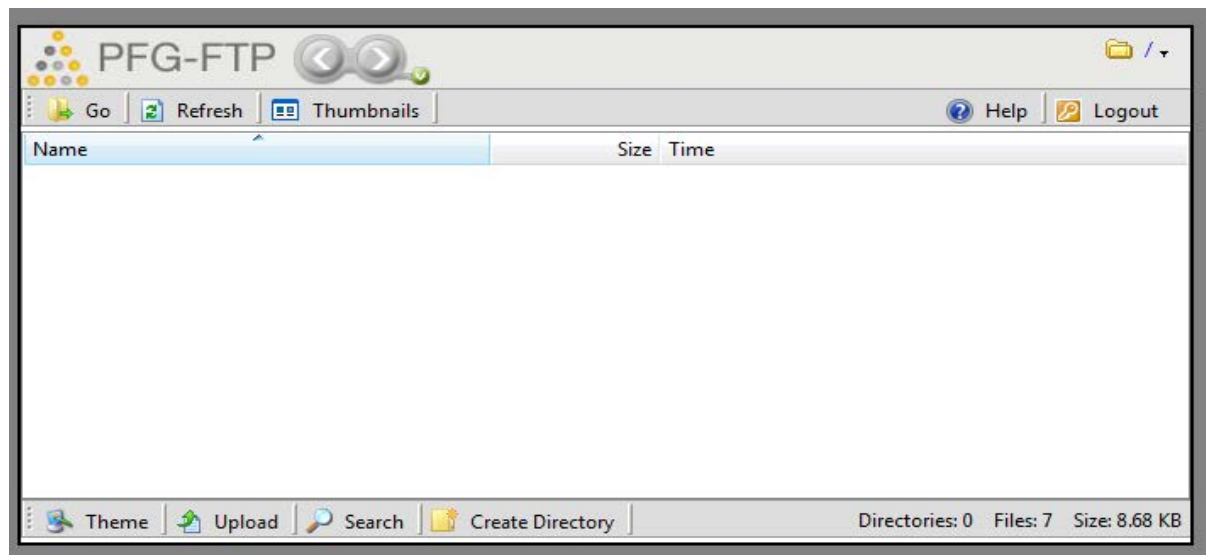 PFG-FTP /
Go Refresh Thumbnails Help Logout
Name Size Time
Theme Upload Search Create Directory Directories: 0 Files: 7 Size: 8.68 KB